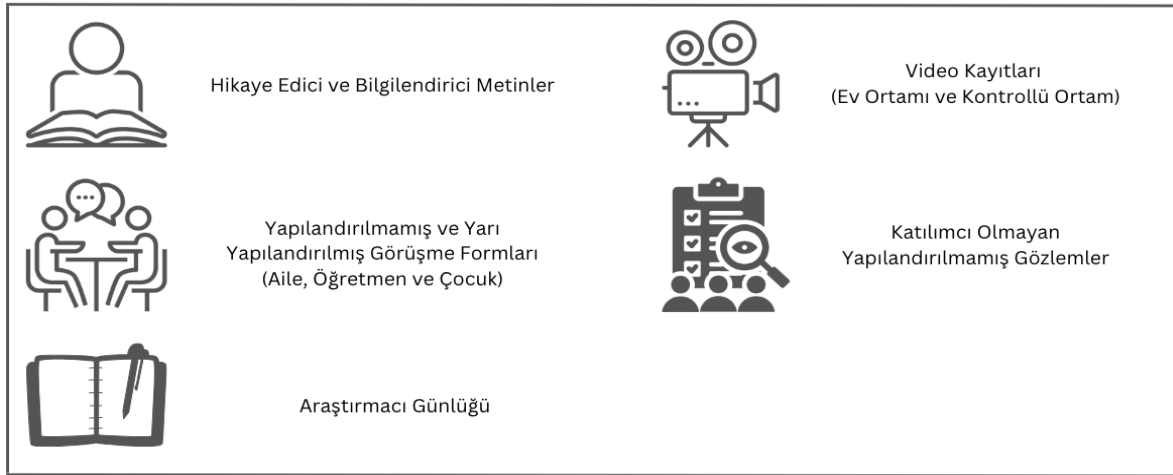 Hikaye Edici ve Bilgilendirici Metinler
Video Kayıtları
(Ev Ortamı ve Kontrollü Ortam)
Yapılandırılmamış ve Yarı
Yapılandırılmış Görüşme Formları
(Aile, Öğretmen ve Çocuk)
Katılımcı Olmayan
Yapılandırılmamış Gözlemler
Araştırmacı Günlüğü